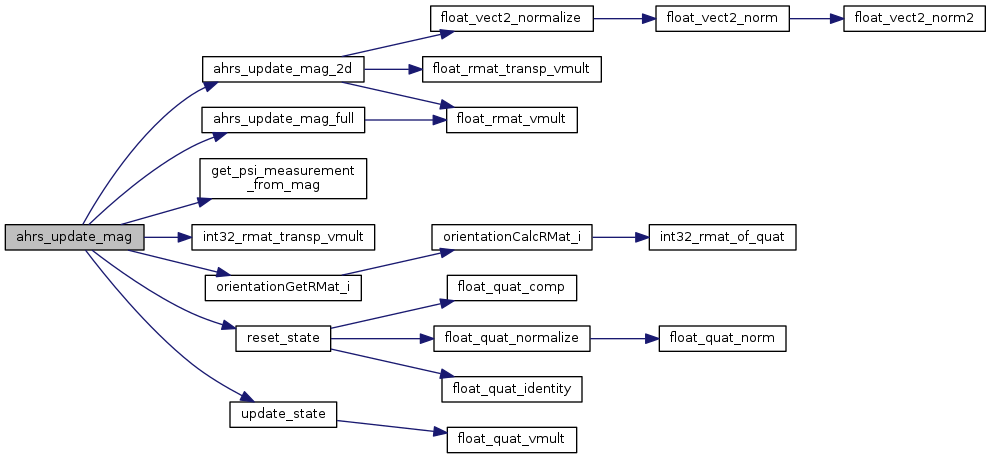 float_vect2_normalize
float_vect2_norm
float_vect2_norm2
ahrs_update_mag_2d
float_rmat_transp_vmult
ahrs_update_mag_full
float_rmat_vmult
get_psi_measurement
_from_mag
ahrs_update_mag
int32_rmat_transp_vmult
orientationCalcRMat_i
int32_rmat_of_quat
orientationGetRMat_i
float_quat_comp
reset_state
float_quat_normalize
float_quat_norm
float_quat_identity
update_state
float_quat_vmult